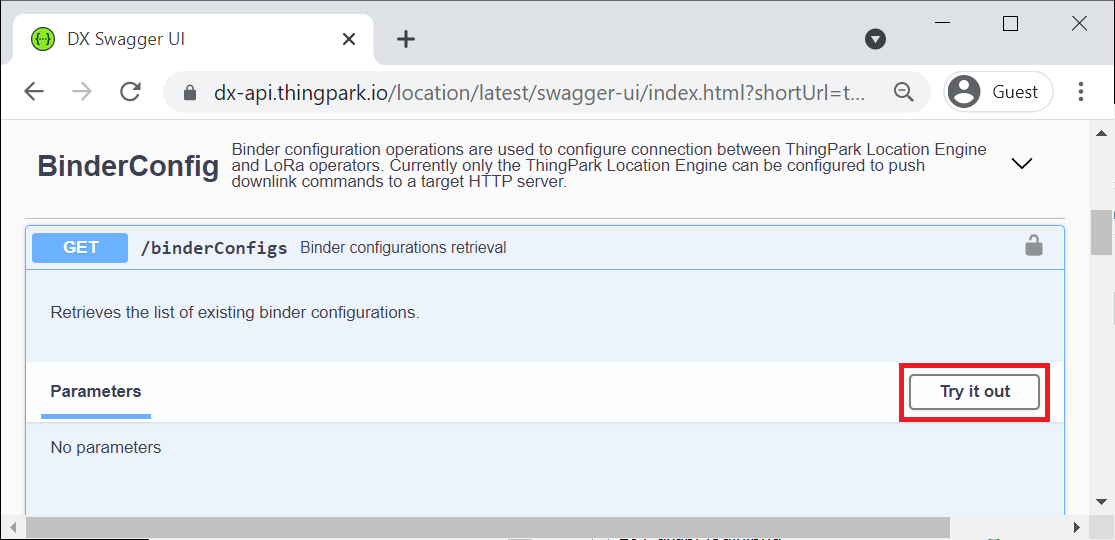 DX Swagger UI
dx-api.thingpark.io/location/latest/swagger-ui/index.html?shortUrl=t...
Guest
BinderConfig
Binder configuration operations are used to configure connection between ThingPark Location Engine
and LoRa operators. Currently only the ThingPark Location Engine can be configured to push
downlink commands to a target HTTP server.
GET /binderConfigs Binder configurations retrieval
Retrieves the list of existing binder configurations.
Parameters
Try it out
No parameters